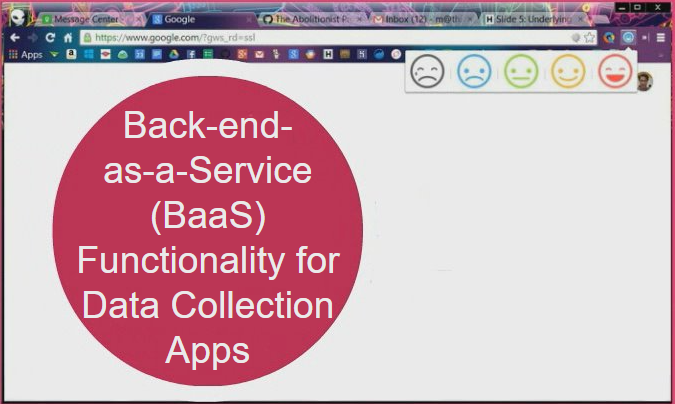 Message Center
Google
The Abolitionist P
Inbox (12) - m@th
Slide 5: Underlying
https://www.google.com/?gws_rd=ssl
Apps
Back-end-
as-a-Service
(BaaS)
Functionality for
Data Collection
Apps